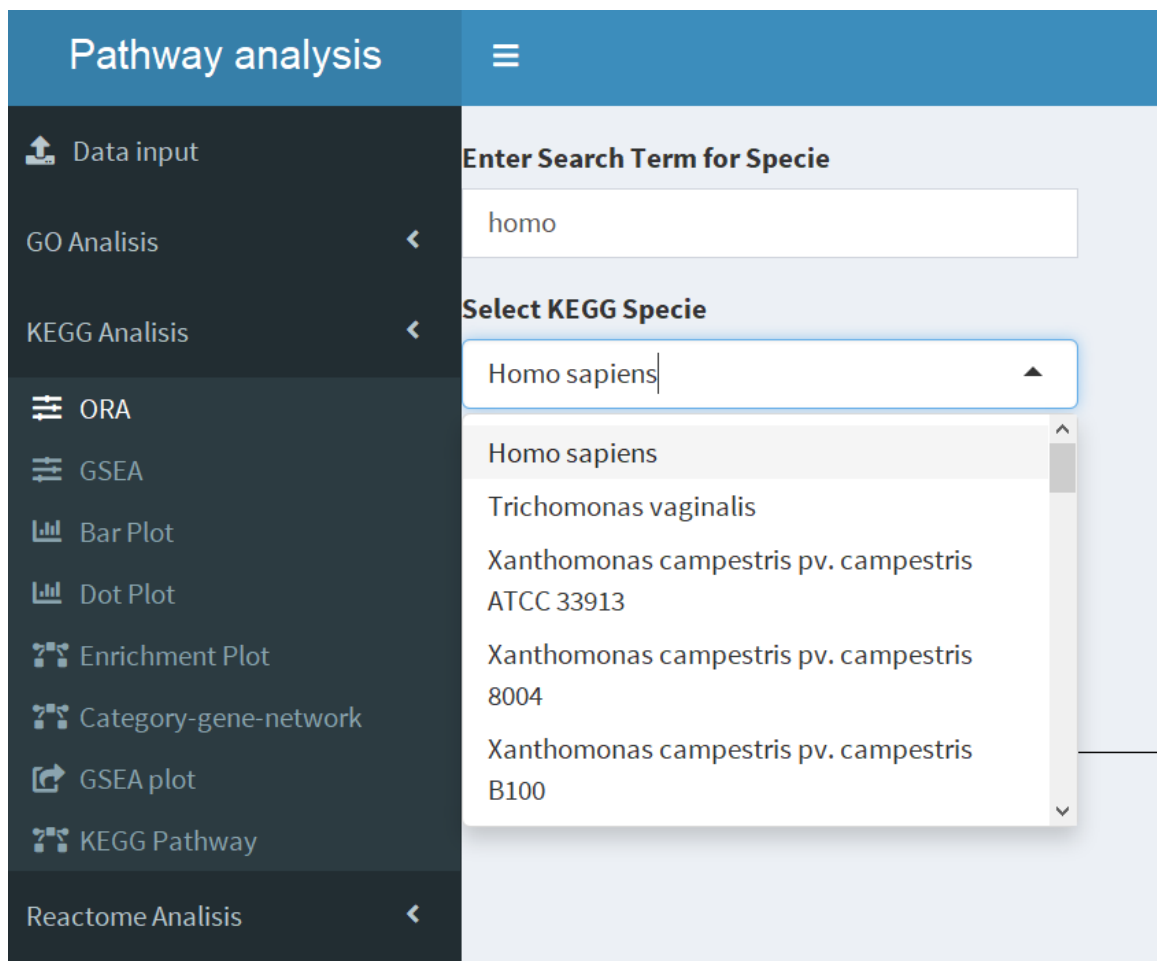 Pathway analysis
Data input
GO Analisis
KEGG Analisis
ORA
GSEA
Bar Plot
Dot Plot
Enrichment Plot
Category-gene-network
GSEA plot
KEGG Pathway
Reactome Analisis
Enter Search Term for Specie
homo
Select KEGG Specie
Homo sapiens
Homo sapiens
Trichomonas vaginalis
Xanthomonas campestris pv. campestris
ATCC 33913
Xanthomonas campestris pv. campestris
8004
Xanthomonas campestris pv. campestris
B100